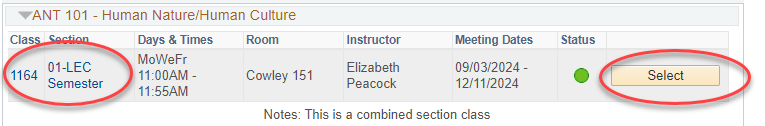 ANT 101 - Human Nature/Human Culture
Class Section Days & Times Room Instructor Meeting Dates Status
1164 01-LEC Semester MoWeFr 11:00AM - 11:55AM Cowley 151 Elizabeth Peacock 09/03/2024 - 12/11/2024 Select
Notes: This is a combined section class